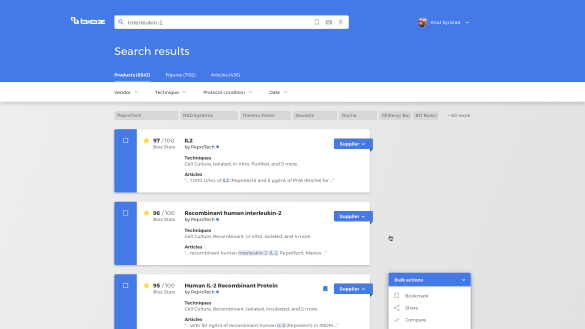 bioz
Interleukin-2
Knut Synstad
Search results
Products (8543)
Figures (7192)
Articles (436)
Vendor
Technique
Protocol condition
Date
PeproTech
R&D Systems
Thermo Fisher
Novartis
Roche
Miltenyi Bio
BD Biosci
+ 90 more
97 / 100
Bioz Stars
IL2
by PeproTech
Supplier
Techniques
Cell Culture, Isolated, In Vitro, Purified, and 5 more.
Articles
"... 1,000 U/mL of IL2 (Peprotech) and 5 μg/mL of PHA (Roche) for ..."
96 / 100
Bioz Stars
Recombinant human interleukin-2
by PeproTech
Supplier
Techniques
Cell Culture, Recombinant, In Vitro, Isolated, and 4 more.
Articles
"... recombinant human interleukin-2 (IL-2; PeproTech, Mexico ..."
95 / 100
Bioz Stars
Human IL-2 Recombinant Protein
by PeproTech
Supplier
Techniques
Cell Culture, Recombinant, Isolated, Incubated, and 2 more.
Articles
"... with 50 ng/ml of recombinant human IL-2 (Peprotech) in IMDM ..."
Bulk actions
Bookmark
Share
Compare